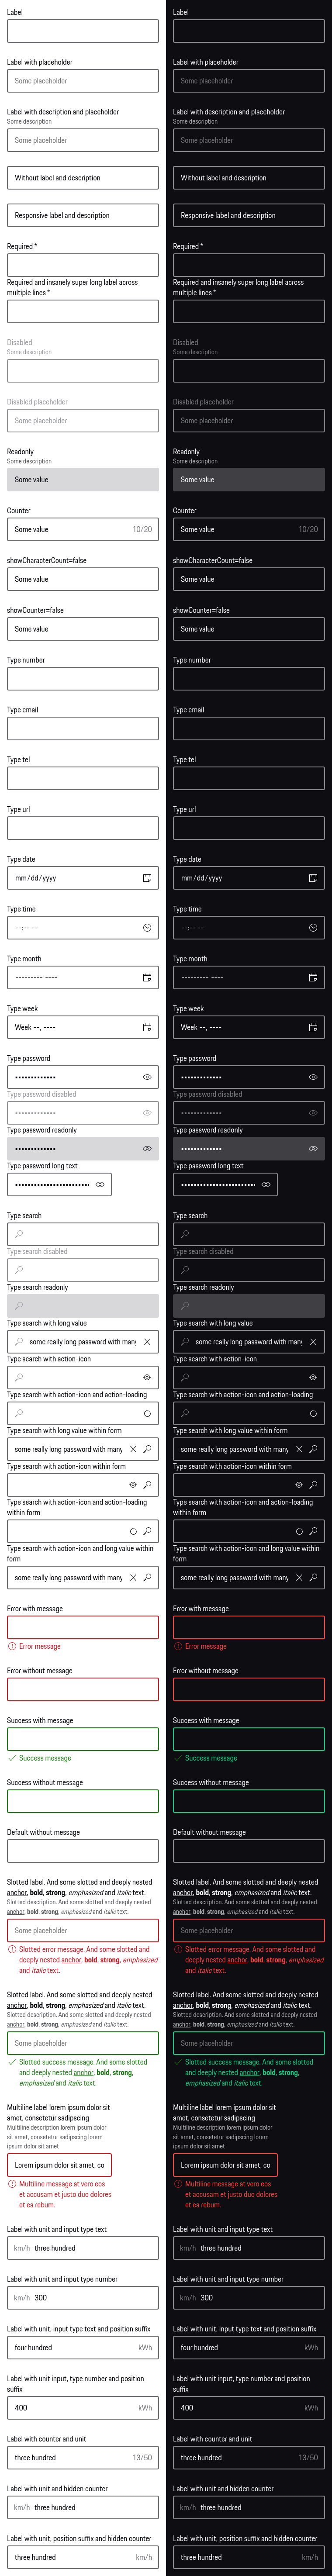 Label
Label with placeholder
Some placeholder
Label with description and placeholder
Some description
Some placeholder
Without label and description
Responsive label and description
Required *
Required and insanely super long label across
multiple lines *
Disabled
Some description
Disabled placeholder
Some placeholder
Readonly
Some description
Some value
Counter
Some value 10/20
showCharacterCount=false
Some value
showCounter=false
Some value
Type number
Type email
Type tel
Type url
Type date
mm/dd/yyyy
Type time
--:-- --
Type month
--------- ----
Type week
Week --, ----
Type password
Type password disabled
Type password readonly
Type password long text
Type search
Type search disabled
Type search readonly
Type search with long value
some really long password with many
Type search with action-icon
Type search with action-icon and action-loading
Type search with long value within form
some really long password with many
Type search with action-icon within form
Type search with action-icon and action-loading
within form
Type search with action-icon and long value within
form
some really long password with many
Error with message
Error message
Error without message
Success with message
Success message
Success without message
Default without message
Slotted label. And some slotted and deeply nested
anchor, bold, strong, emphasized and italic text.
Slotted description. And some slotted and deeply nested
anchor, bold, strong, emphasized and italic text.
Some placeholder
Slotted error message. And some slotted and
deeply nested anchor, bold, strong, emphasized
and italic text.
Slotted label. And some slotted and deeply nested
anchor, bold, strong, emphasized and italic text.
Slotted description. And some slotted and deeply nested
anchor, bold, strong, emphasized and italic text.
Some placeholder
Slotted success message. And some slotted
and deeply nested anchor, bold, strong,
emphasized and italic text.
Multiline label lorem ipsum dolor sit
amet, consetetur sadipscing
Multiline description lorem ipsum dolor
sit amet, consetetur sadipscing lorem
ipsum dolor sit amet
Lorem ipsum dolor sit amet, co
Multiline message at vero eos
et accusam et justo duo dolores
et ea rebum.
Label with unit and input type text
km/h three hundred
Label with unit and input type number
km/h 300
Label with unit, input type text and position suffix
four hundred kWh
Label with unit input, type number and position
suffix
400 kWh
Label with counter and unit
three hundred 13/50
Label with unit and hidden counter
km/h three hundred
Label with unit, position suffix and hidden counter
three hundred km/h
Label
Label with placeholder
Some placeholder
Label with description and placeholder
Some description
Some placeholder
Without label and description
Responsive label and description
Required *
Required and insanely super long label across
multiple lines *
Disabled
Some description
Disabled placeholder
Some placeholder
Readonly
Some description
Some value
Counter
Some value 10/20
showCharacterCount=false
Some value
showCounter=false
Some value
Type number
Type email
Type tel
Type url
Type date
mm/dd/yyyy
Type time
--:-- --
Type month
--------- ----
Type week
Week --, ----
Type password
Type password disabled
Type password readonly
Type password long text
Type search
Type search disabled
Type search readonly
Type search with long value
some really long password with many
Type search with action-icon
Type search with action-icon and action-loading
Type search with long value within form
some really long password with many
Type search with action-icon within form
Type search with action-icon and action-loading
within form
Type search with action-icon and long value within
form
some really long password with many
Error with message
Error message
Error without message
Success with message
Success message
Success without message
Default without message
Slotted label. And some slotted and deeply nested
anchor, bold, strong, emphasized and italic text.
Slotted description. And some slotted and deeply nested
anchor, bold, strong, emphasized and italic text.
Some placeholder
Slotted error message. And some slotted and
deeply nested anchor, bold, strong, emphasized
and italic text.
Slotted label. And some slotted and deeply nested
anchor, bold, strong, emphasized and italic text.
Slotted description. And some slotted and deeply nested
anchor, bold, strong, emphasized and italic text.
Some placeholder
Slotted success message. And some slotted
and deeply nested anchor, bold, strong,
emphasized and italic text.
Multiline label lorem ipsum dolor sit
amet, consetetur sadipscing
Multiline description lorem ipsum dolor
sit amet, consetetur sadipscing lorem
ipsum dolor sit amet
Lorem ipsum dolor sit amet, co
Multiline message at vero eos
et accusam et justo duo dolores
et ea rebum.
Label with unit and input type text
km/h three hundred
Label with unit and input type number
km/h 300
Label with unit, input type text and position suffix
four hundred kWh
Label with unit input, type number and position
suffix
400 kWh
Label with counter and unit
three hundred 13/50
Label with unit and hidden counter
km/h three hundred
Label with unit, position suffix and hidden counter
three hundred km/h